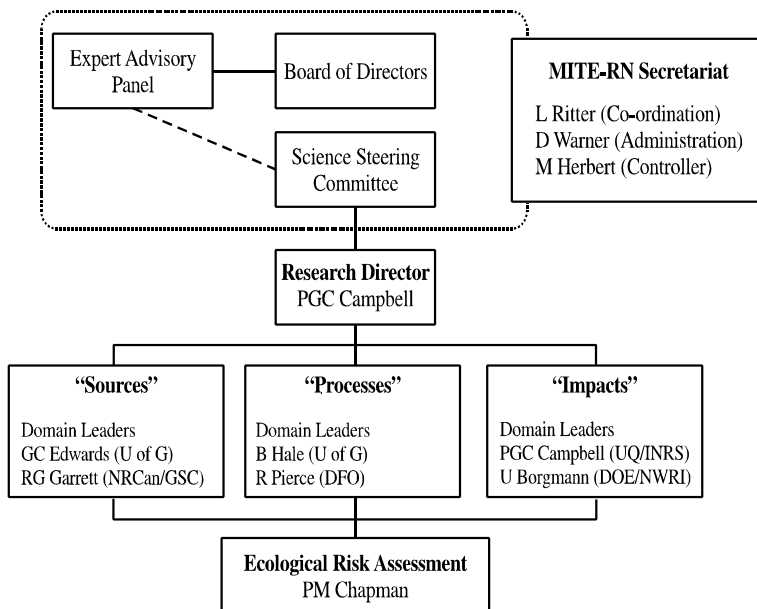 Expert Advisory
Panel
Board of Directors
MITE-RN Secretariat
L Ritter (Co-ordination)
D Warner (Administration)
M Herbert (Controller)
Science Steering
Committee
Research Director
PGC Campbell
“Sources”
Domain Leaders
GC Edwards (U of G)
RG Garrett (NRCan/GSC)
“Processes”
Domain Leaders
B Hale (U of G)
R Pierce (DFO)
“Impacts”
Domain Leaders
PGC Campbell (UQ/INRS)
U Borgmann (DOE/NWRI)
Ecological Risk Assessment
PM Chapman